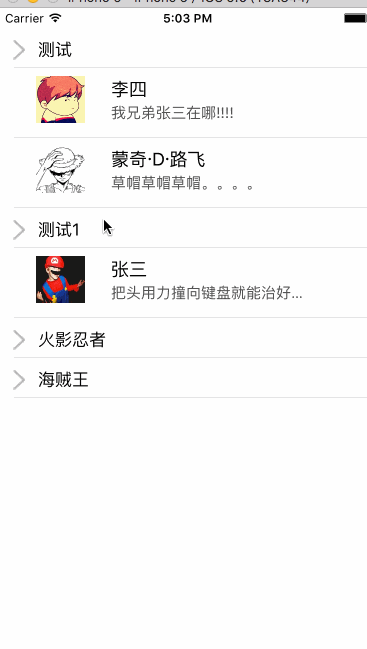 Carrier 5:03 PM
测试
李四
我兄弟张三在哪!!!!
蒙奇·D·路飞
草帽草帽草帽。。。。
测试1
张三
把头用力撞向键盘就能治好...
火影忍者
海贼王